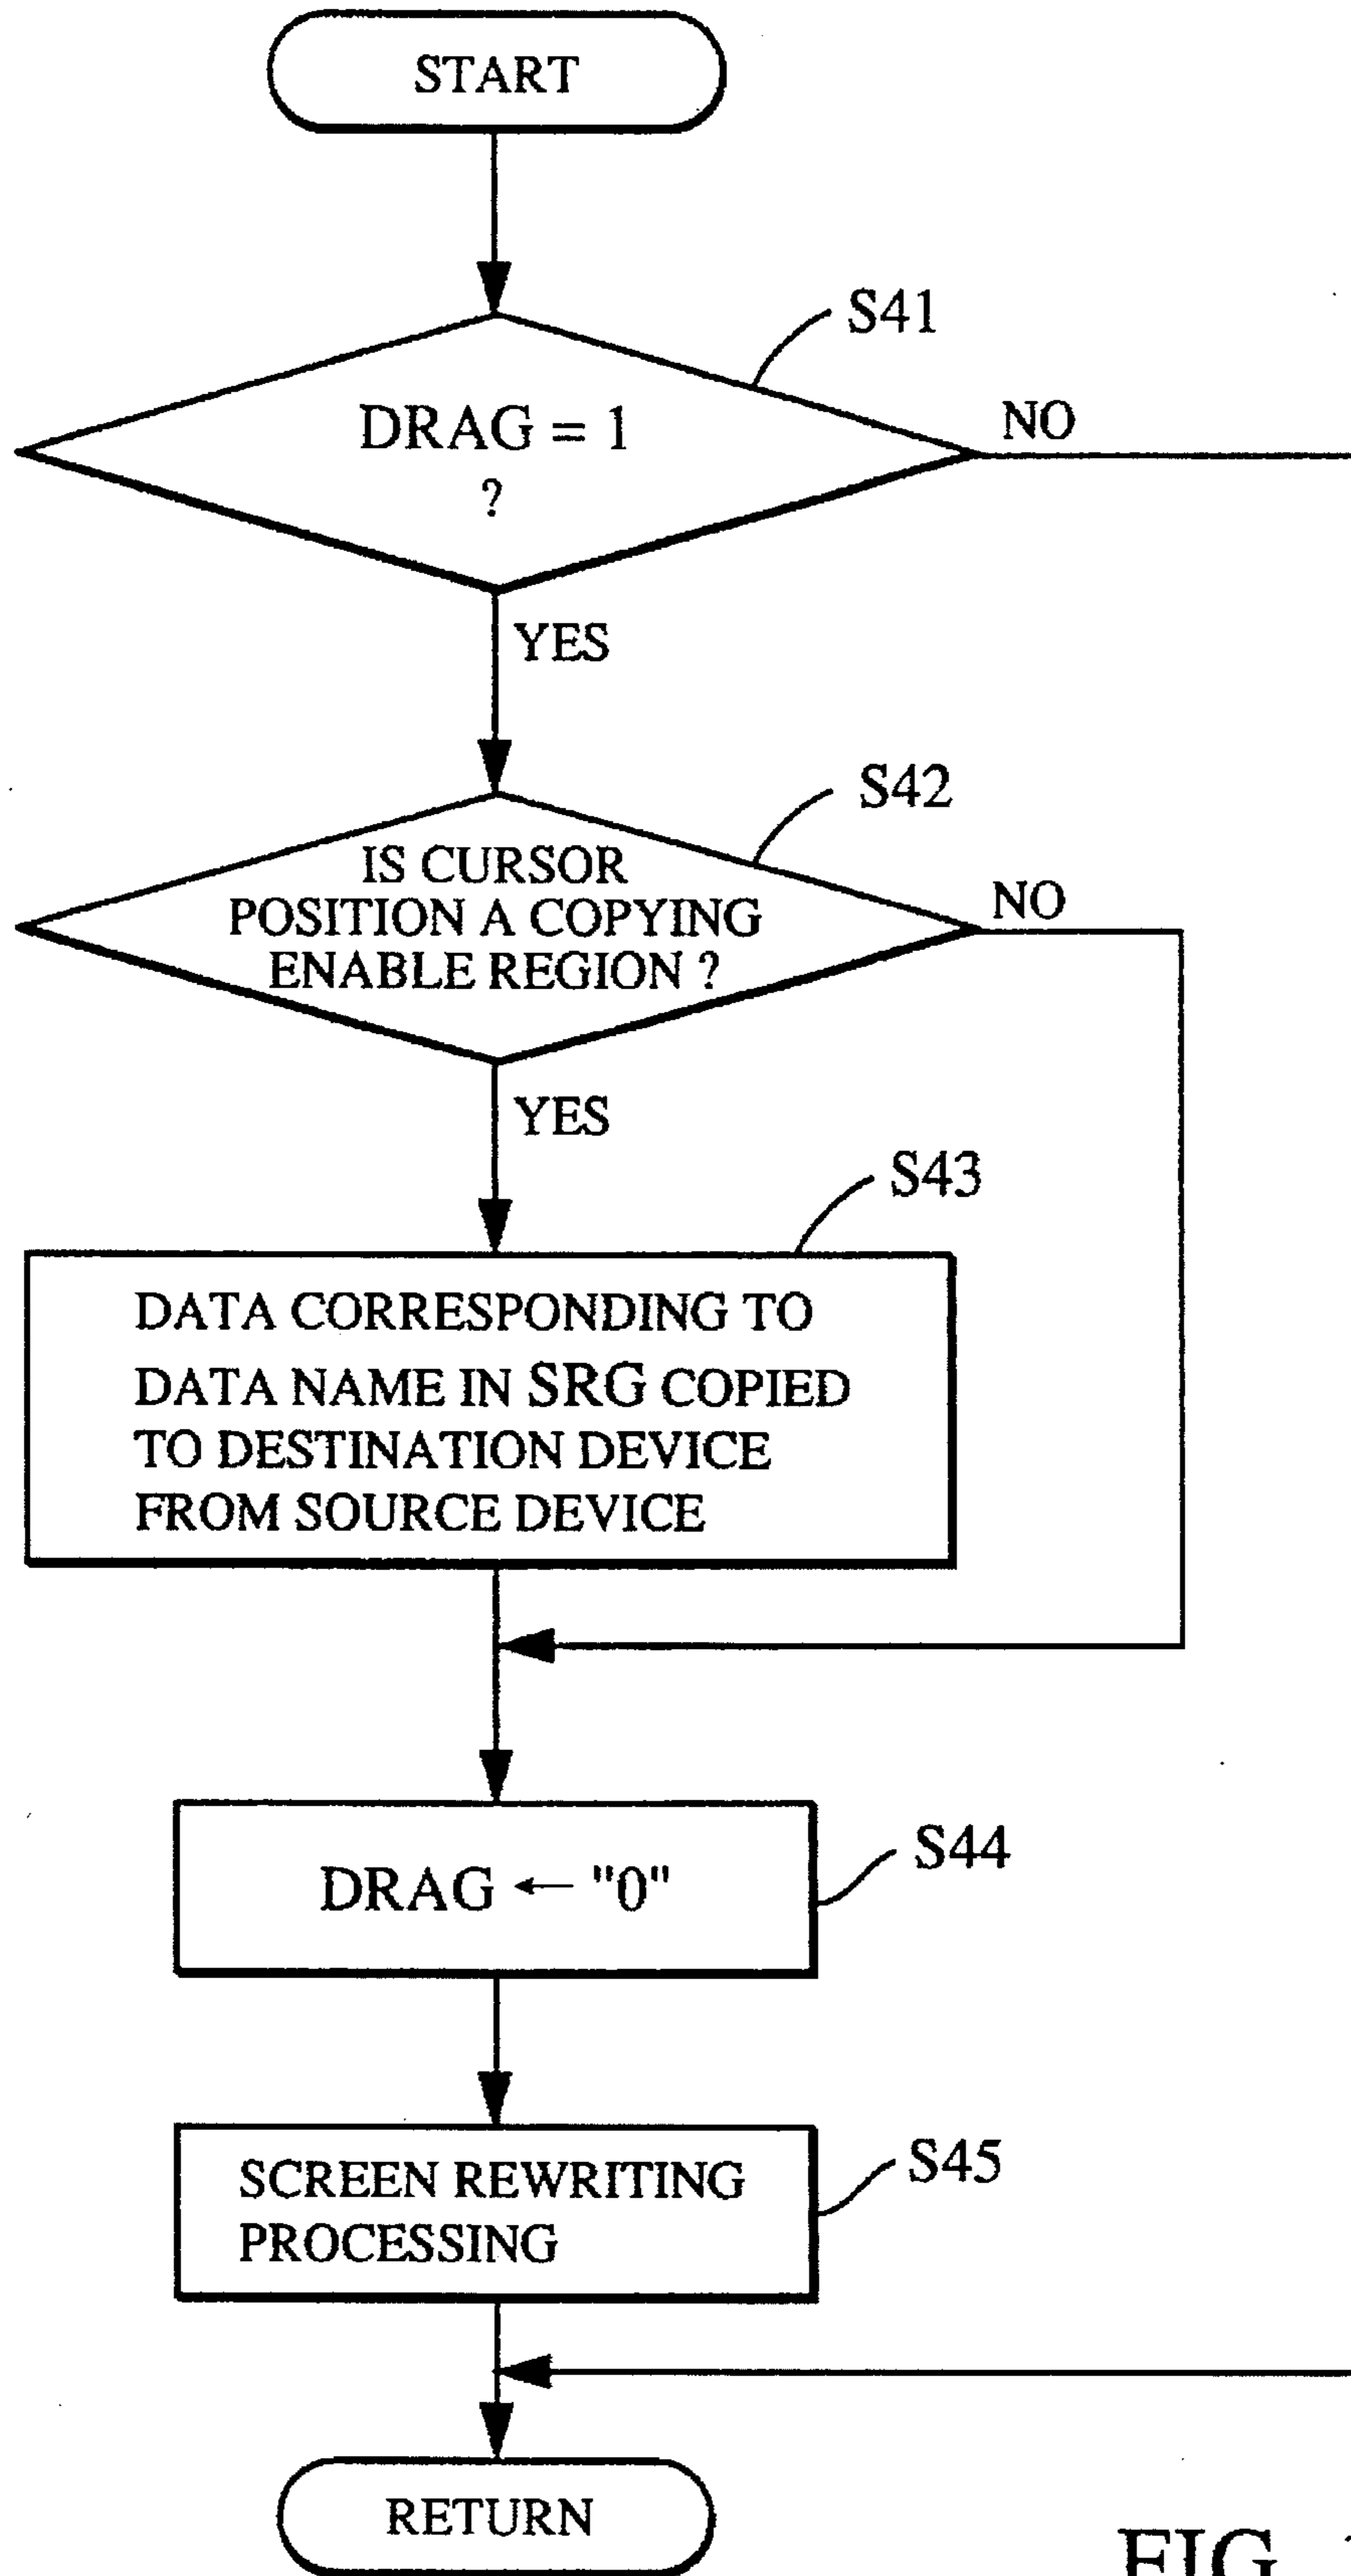 START
S41
DRAG = 1
?
NO
YES
S42
IS CURSOR
POSITION A COPYING
ENABLE REGION ?
NO
YES
S43
DATA CORRESPONDING TO
DATA NAME IN SRG COPIED
TO DESTINATION DEVICE
FROM SOURCE DEVICE
DRAG ← "0"
S44
SCREEN REWRITING
PROCESSING
S45
RETURN
FIG.